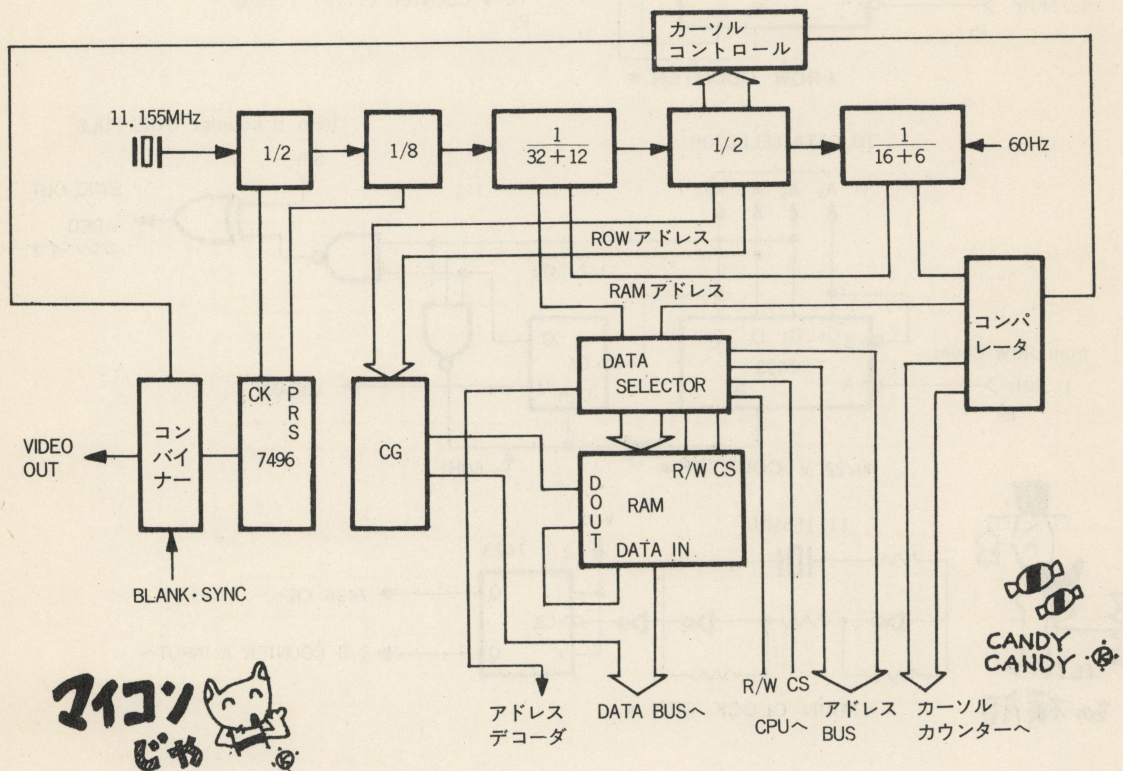 カーソル
コントロール
11.155MHz
1/2
1/8
1
32+12
1/2
1
16+6
60Hz
ROWアドレス
RAMアドレス
コンパ
レータ
DATA
SELECTOR
CK
PRS
7496
コン
バイ
ナー
VIDEO
OUT
CG
R/W CS
DOUT
RAM
DATA IN
BLANK・SYNC
CANDY
CANDY
マイコン
じゃ
アドレス
デコーダ
DATA BUSへ
R/W CS
CPUへ
アドレス
BUS
カーソル
カウンターへ